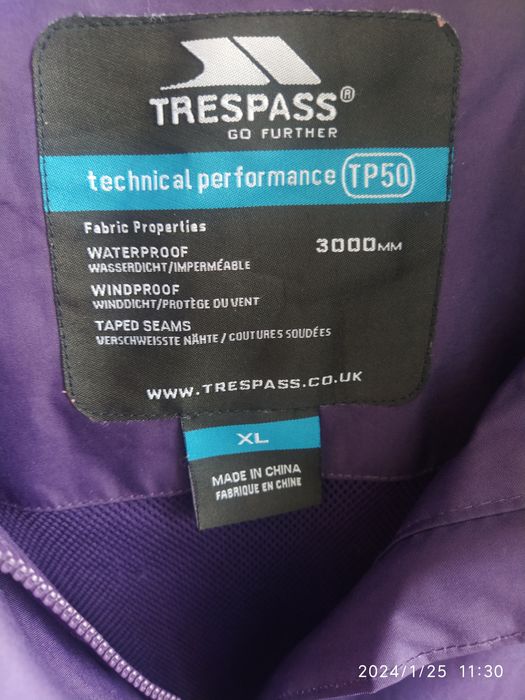 TRESPASS®
GO FURTHER
technical performance TP50
Fabric Properties
WATERPROOF 3000MM
WASSERDICHT/IMPERMÉABLE
WINDPROOF
WINDDICHT/PROTÈGE DU VENT
TAPED SEAMS
VERSCHWEISSTE NÄHTE / COUTURES SOUDÉES
WWW.TRESPASS.CO.UK
XL
MADE IN CHINA
FABRIQUE EN CHINE
2024/1/25 11:30